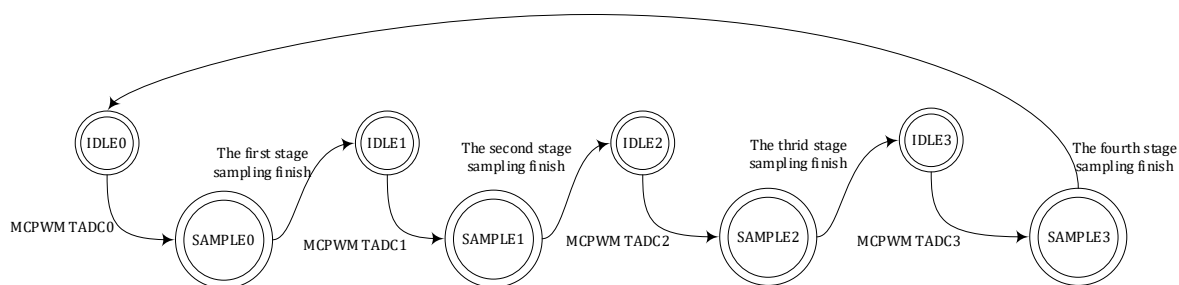 IDLE0
MCPWM TADC0
SAMPLE0
The first stage
sampling finish
IDLE1
MCPWM TADC1
SAMPLE1
The second stage
sampling finish
IDLE2
MCPWM TADC2
SAMPLE2
The thrid stage
sampling finish
IDLE3
MCPWM TADC3
SAMPLE3
The fourth stage
sampling finish